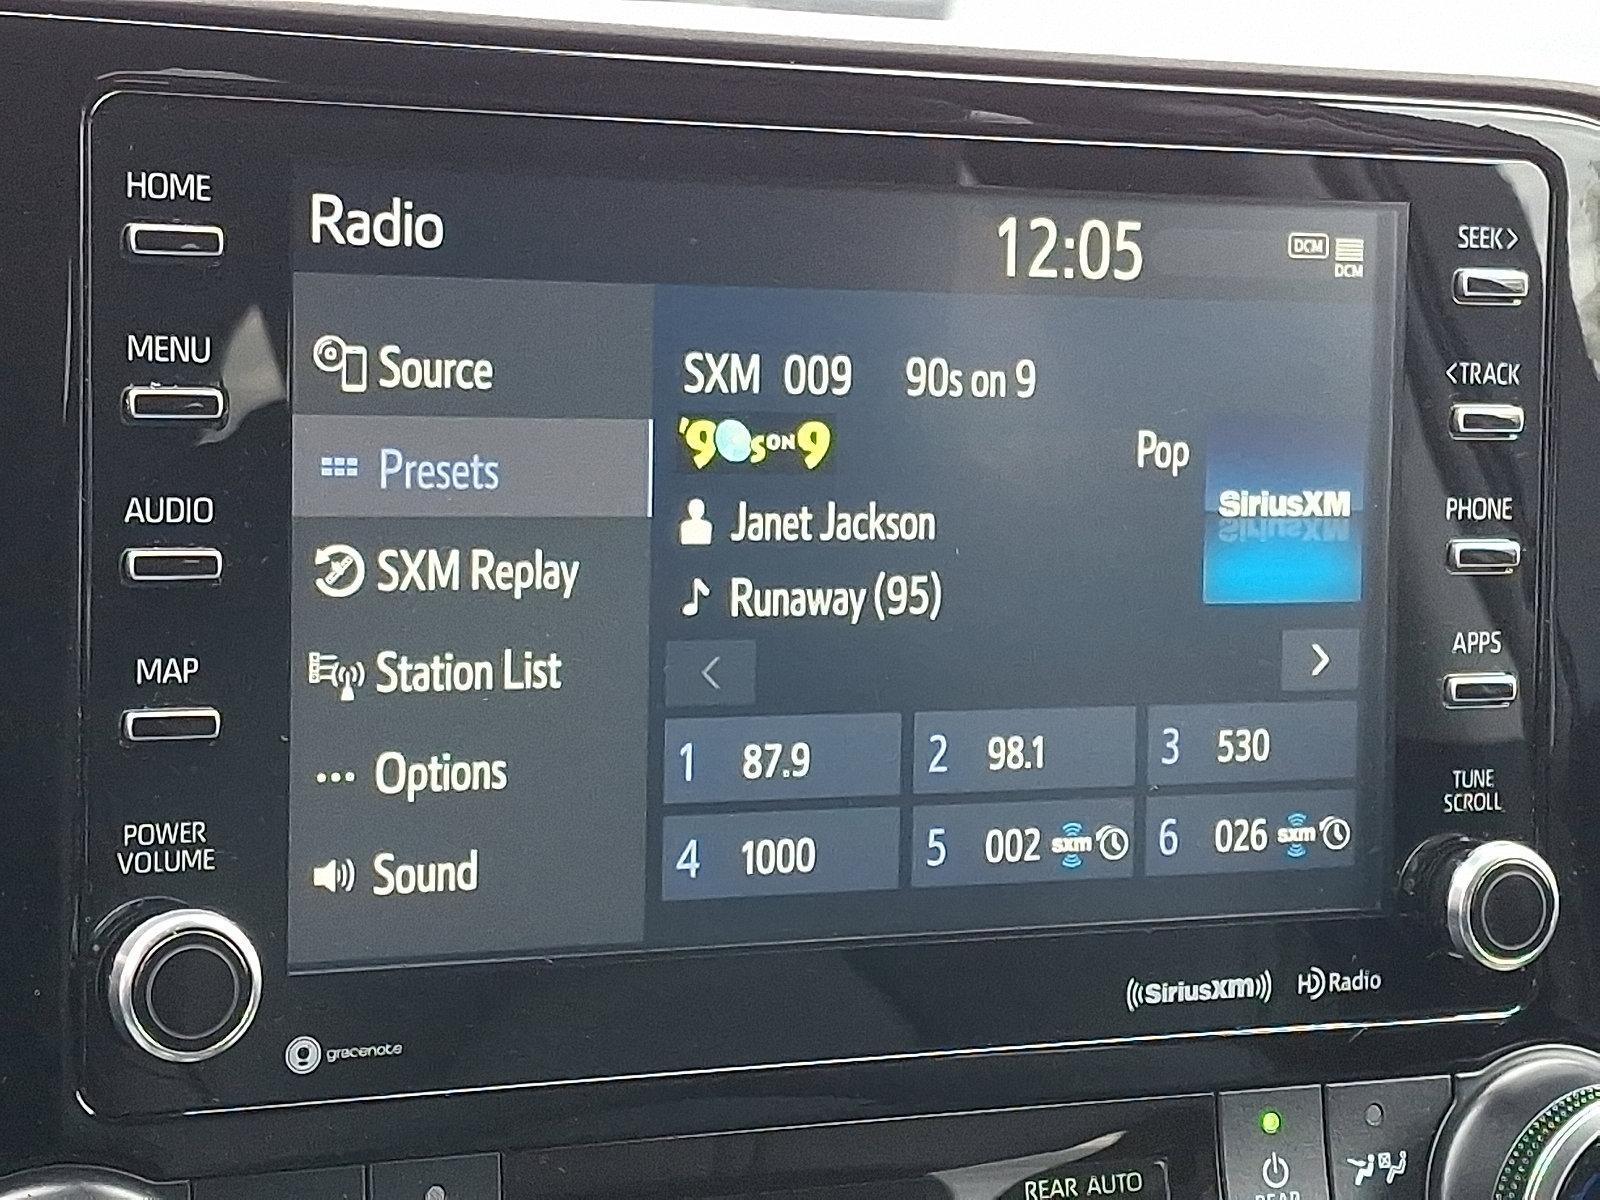 HOME
MENU
AUDIO
MAP
POWER
VOLUME
Radio
12:05
DCM
DCM
Source
Presets
SXM Replay
Station List
Options
Sound
SXM 009 90s on 9
'90s ON 9
Pop
SiriusXM
Janet Jackson
Runaway (95)
<
>
1 87.9
2 98.1
3 530
4 1000
5 002 sxm
6 026 sxm
SEEK>
<TRACK
PHONE
APPS
TUNE
SCROLL
gracenote
((SiriusXM)) HD Radio
REAR AUTO
REAR